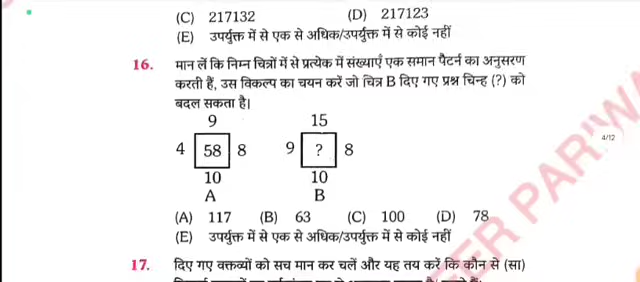 (C) 217132 (D) 217123
(E) उपर्युक्त में से एक से अधिक/उपर्युक्त में से कोई नहीं
16. मान लें कि निम्न चित्रों में से प्रत्येक में संख्याएँ एक समान पैटर्न का अनुसरण
करती हैं, उस विकल्प का चयन करें जो चित्र B दिए गए प्रश्न चिन्ह (?) को
बदल सकता है।
9 15
4 58 8 9 ? 8
10 10
A B
4/12
(A) 117 (B) 63 (C) 100 (D) 78
(E) उपर्युक्त में से एक से अधिक/उपर्युक्त में से कोई नहीं
17. दिए गए वक्तव्यों को सच मान कर चलें और यह तय करें कि कौन से (सा)